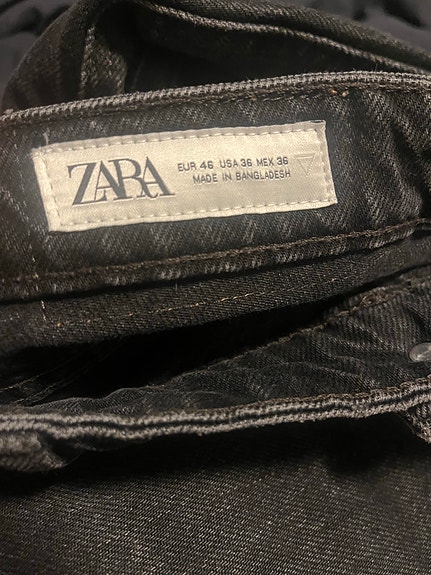 ZARA
EUR 46 USA 36 MEX 36
MADE IN BANGLADESH